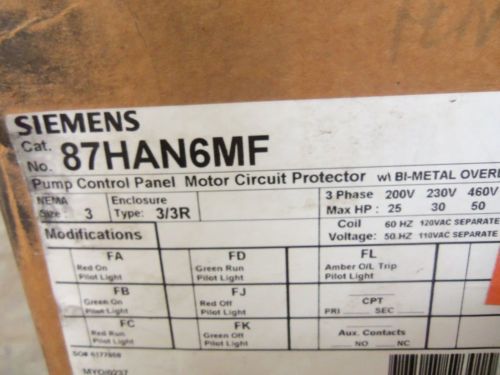 SIEMENS
Cat.
No. 87HAN6MF
Pump Control Panel Motor Circuit Protector w\ BI-METAL OVERL
NEMA
Size: 3
Enclosure
Type: 3/3R
3 Phase 200V 230V 460V
Max HP: 25 30 50
Modifications
Coil 60 HZ 120VAC SEPARATE
Voltage: 50.HZ 110VAC SEPARATE
FA
Red On
Pilot Light
FD
Green Run
Pilot Light
FL
Amber O/L Trip
Pilot Light
FB
Green On
Pilot Light
FJ
Red Off
Pilot Light
CPT
PRI SEC
FC
Red Run
Pilot Light
FK
Green Off
Pilot Light
Aux. Contacts
NO NC